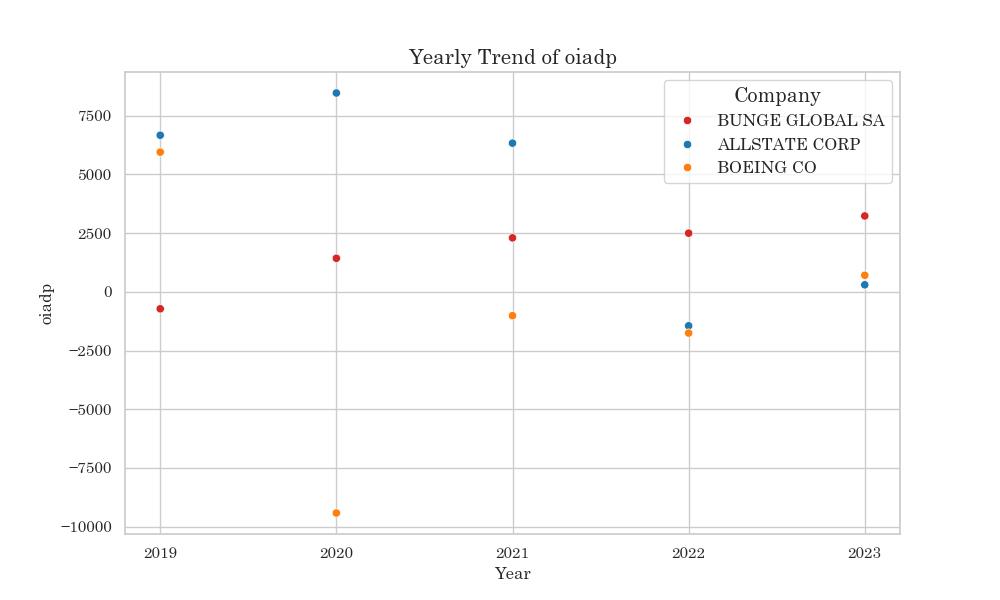 Yearly Trend of oiadp
Company
BUNGE GLOBAL SA
ALLSTATE CORP
BOEING CO
7500
5000
2500
0
−2500
−5000
−7500
−10000
oiadp
2019 2020 2021 2022 2023
Year